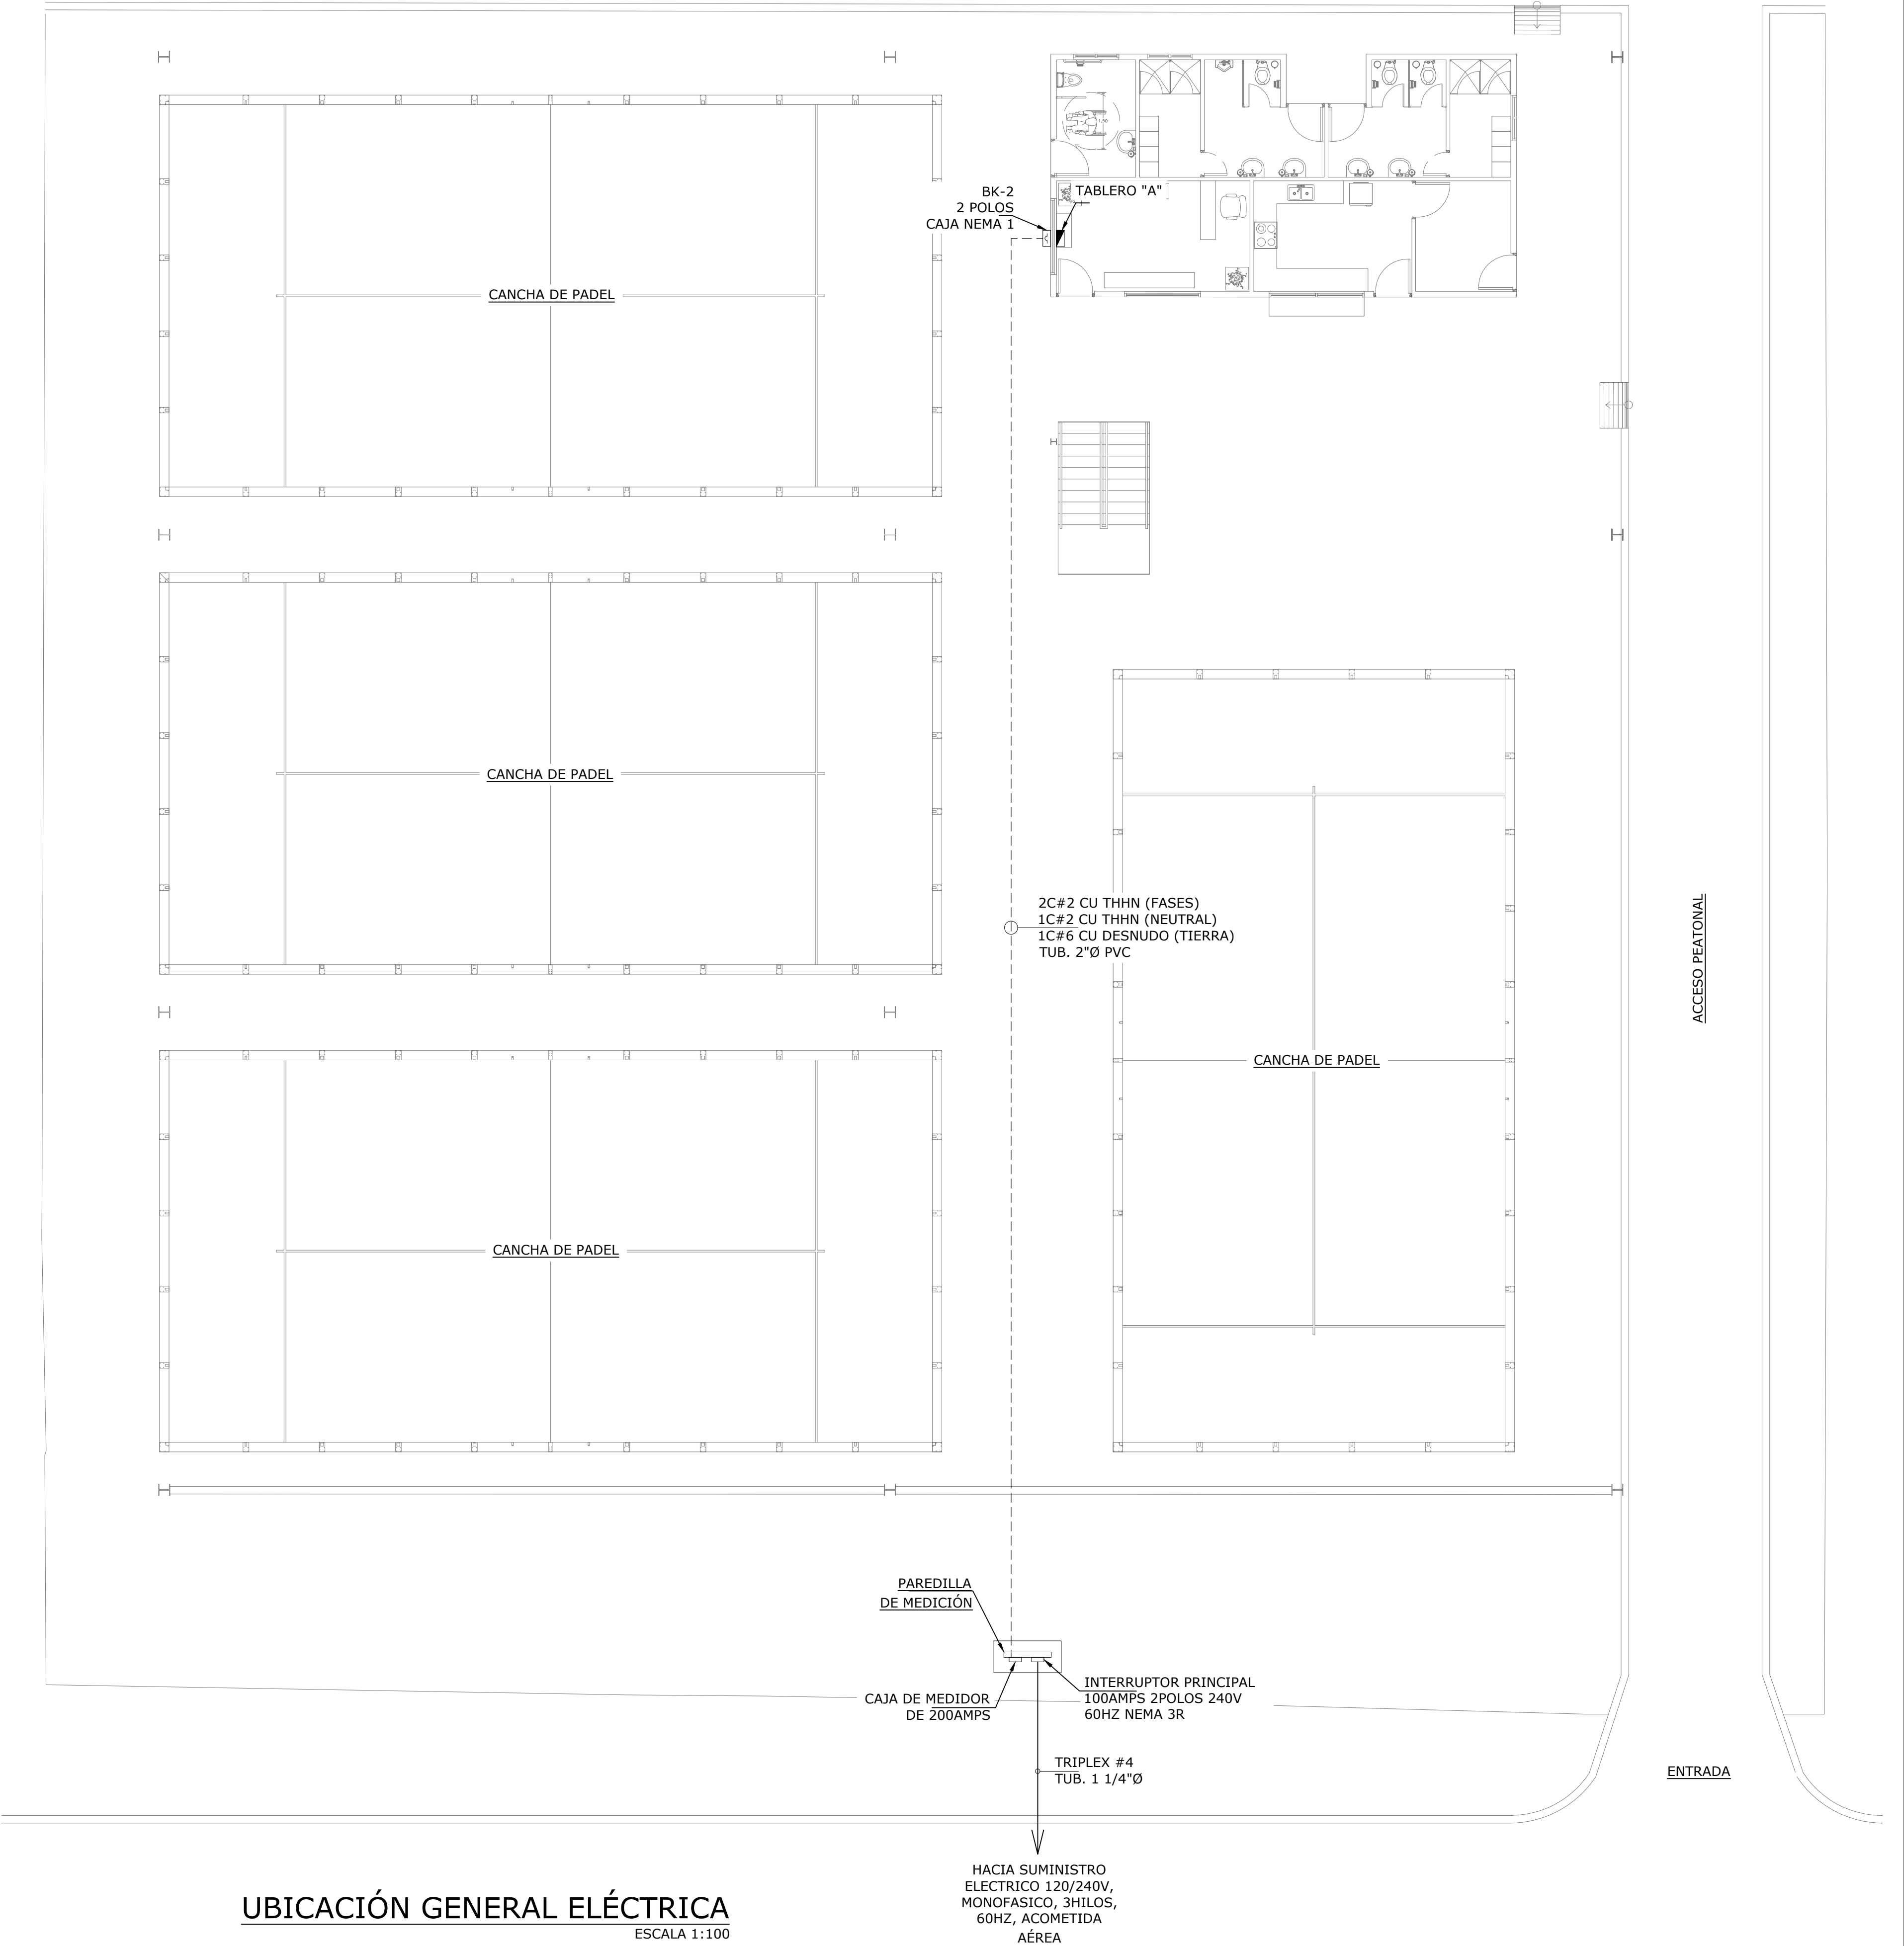 BK-2
2 POLOS
CAJA NEMA 1
TABLERO "A"
1.50
CANCHA DE PADEL
CANCHA DE PADEL
2C#2 CU THHN (FASES)
1C#2 CU THHN (NEUTRAL)
1C#6 CU DESNUDO (TIERRA)
TUB. 2"Ø PVC
ACCESO PEATONAL
CANCHA DE PADEL
CANCHA DE PADEL
PAREDILLA
DE MEDICIÓN
CAJA DE MEDIDOR
DE 200AMPS
INTERRUPTOR PRINCIPAL
100AMPS 2POLOS 240V
60HZ NEMA 3R
TRIPLEX #4
TUB. 1 1/4"Ø
ENTRADA
HACIA SUMINISTRO
ELECTRICO 120/240V,
MONOFASICO, 3HILOS,
60HZ, ACOMETIDA
AÉREA
UBICACIÓN GENERAL ELÉCTRICA
ESCALA 1:100